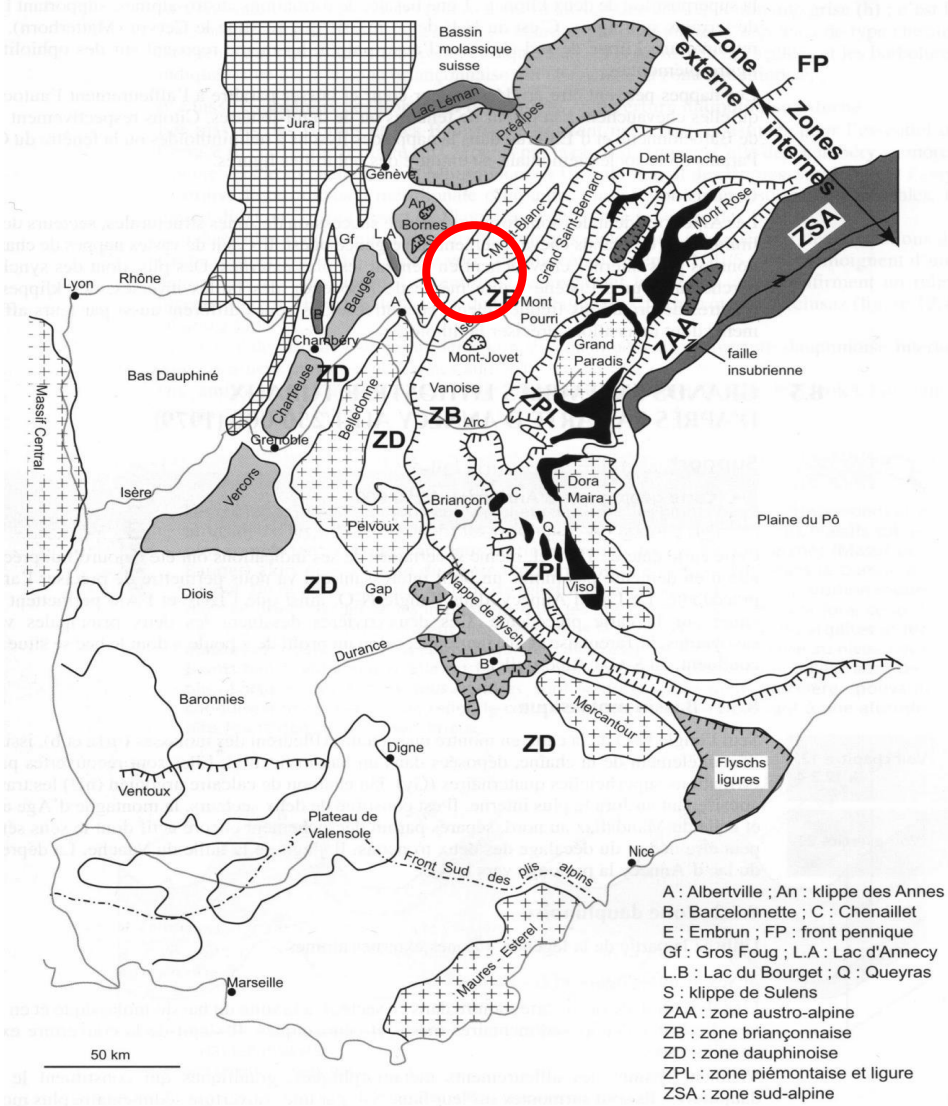 Bassin
molassique
suisse
Zone
externe
FP
Zones
internes
Lac Léman
Préalpes
Jura
Genève
Dent Blanche
An
Bornes
S
L.A
Gf
Mont-Blanc
Grand Saint-Bernard
Mont Rose
ZSA
Lyon
Rhône
Bauges
L.B
A
Isère
ZB
Mont
Pourri
ZPL
ZAA
Chambéry
ZD
Mont-Jovet
Grand
Paradis
faille
insubrienne
Bas Dauphiné
Chartreuse
Belledonne
Vanoise
ZD
ZB
Arc
ZPL
Massif Central
Grenoble
Isère
Vercors
Briançon
C
Dora
Maira
Q
Pelvoux
ZPL
Viso
Plaine du Pô
Diois
ZD
Gap
E
Nappe de flysch
Durance
B
Baronnies
Mercantour
Digne
ZD
Flyschs
ligures
Ventoux
Plateau de
Valensole
Front Sud des plis alpins
Nice
Maures - Esterel
Marseille
50 km
A : Albertville ; An : klippe des Annes
B : Barcelonnette ; C : Chenaillet
E : Embrun ; FP : front pennique
Gf : Gros Foug ; L.A : Lac d'Annecy
L.B : Lac du Bourget ; Q : Queyras
S : klippe de Sulens
ZAA : zone austro-alpine
ZB : zone briançonnaise
ZD : zone dauphinoise
ZPL : zone piémontaise et ligure
ZSA : zone sud-alpine